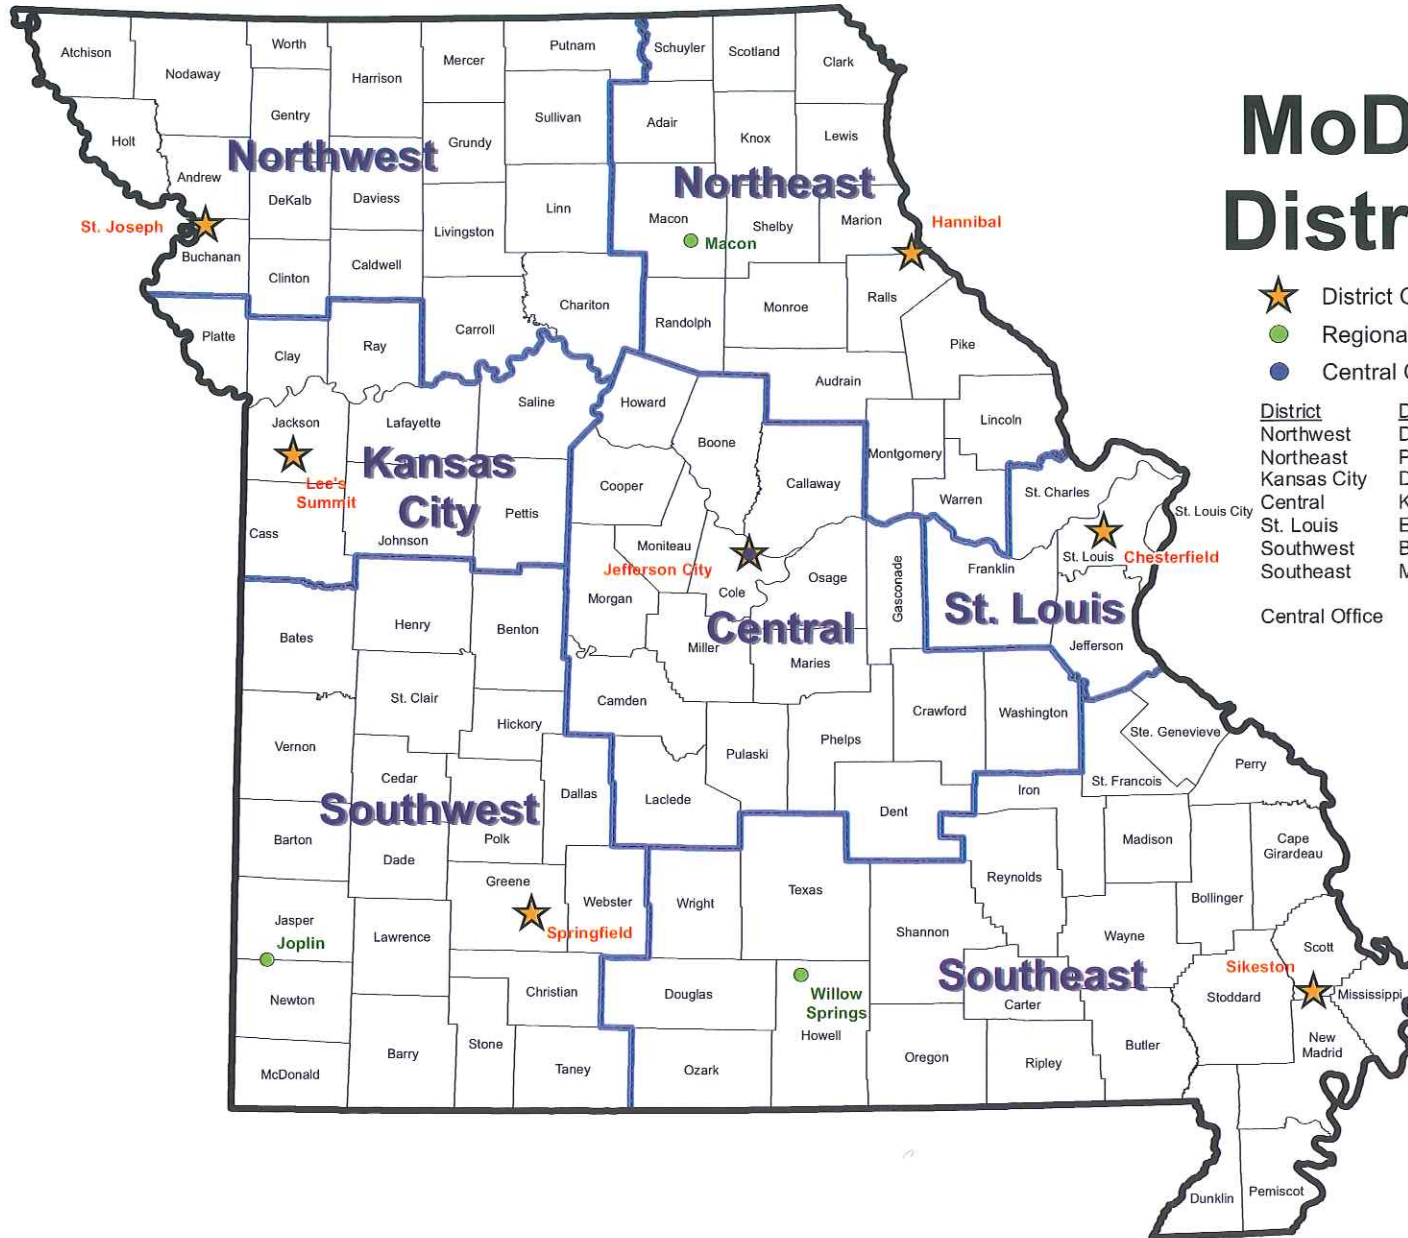 Atchison
Nodaway
Worth
Harrison
Mercer
Putnam
Schuyler
Scotland
Clark
Holt
Gentry
Sullivan
Adair
Knox
Lewis
Grundy
Northwest
Northeast
Andrew
DeKalb
Daviess
Linn
Macon
Shelby
Marion
St. Joseph
Livingston
Hannibal
Macon
Buchanan
Clinton
Caldwell
Chariton
Ralls
Monroe
Platte
Clay
Ray
Carroll
Randolph
Pike
Audrain
Saline
Howard
Jackson
Lafayette
Boone
Lincoln
Montgomery
Kansas
City
Lee's
Summit
Cooper
Callaway
Warren
St. Charles
St. Louis City
Cass
Johnson
Pettis
Moniteau
Jefferson City
Cole
Osage
Gasconade
Franklin
St. Louis
Chesterfield
Morgan
Central
St. Louis
Bates
Henry
Benton
Miller
Maries
Jefferson
St. Clair
Camden
Crawford
Washington
Hickory
Ste. Genevieve
Vernon
Pulaski
Phelps
Cedar
St. Francois
Perry
Dallas
Laclede
Iron
Southwest
Dent
Barton
Polk
Madison
Cape
Girardeau
Dade
Greene
Reynolds
Texas
Webster
Wright
Bollinger
Jasper
Joplin
Lawrence
Springfield
Shannon
Wayne
Scott
Sikeston
Southeast
Newton
Christian
Douglas
Willow
Springs
Howell
Carter
Stoddard
Mississippi
McDonald
Barry
Stone
Taney
Ozark
Oregon
Ripley
Butler
New
Madrid
Dunklin
Pemiscot
MoD
Distr
District
Regiona
Central
District
Northwest
Northeast
Kansas City
Central
St. Louis
Southwest
Southeast
Central Office